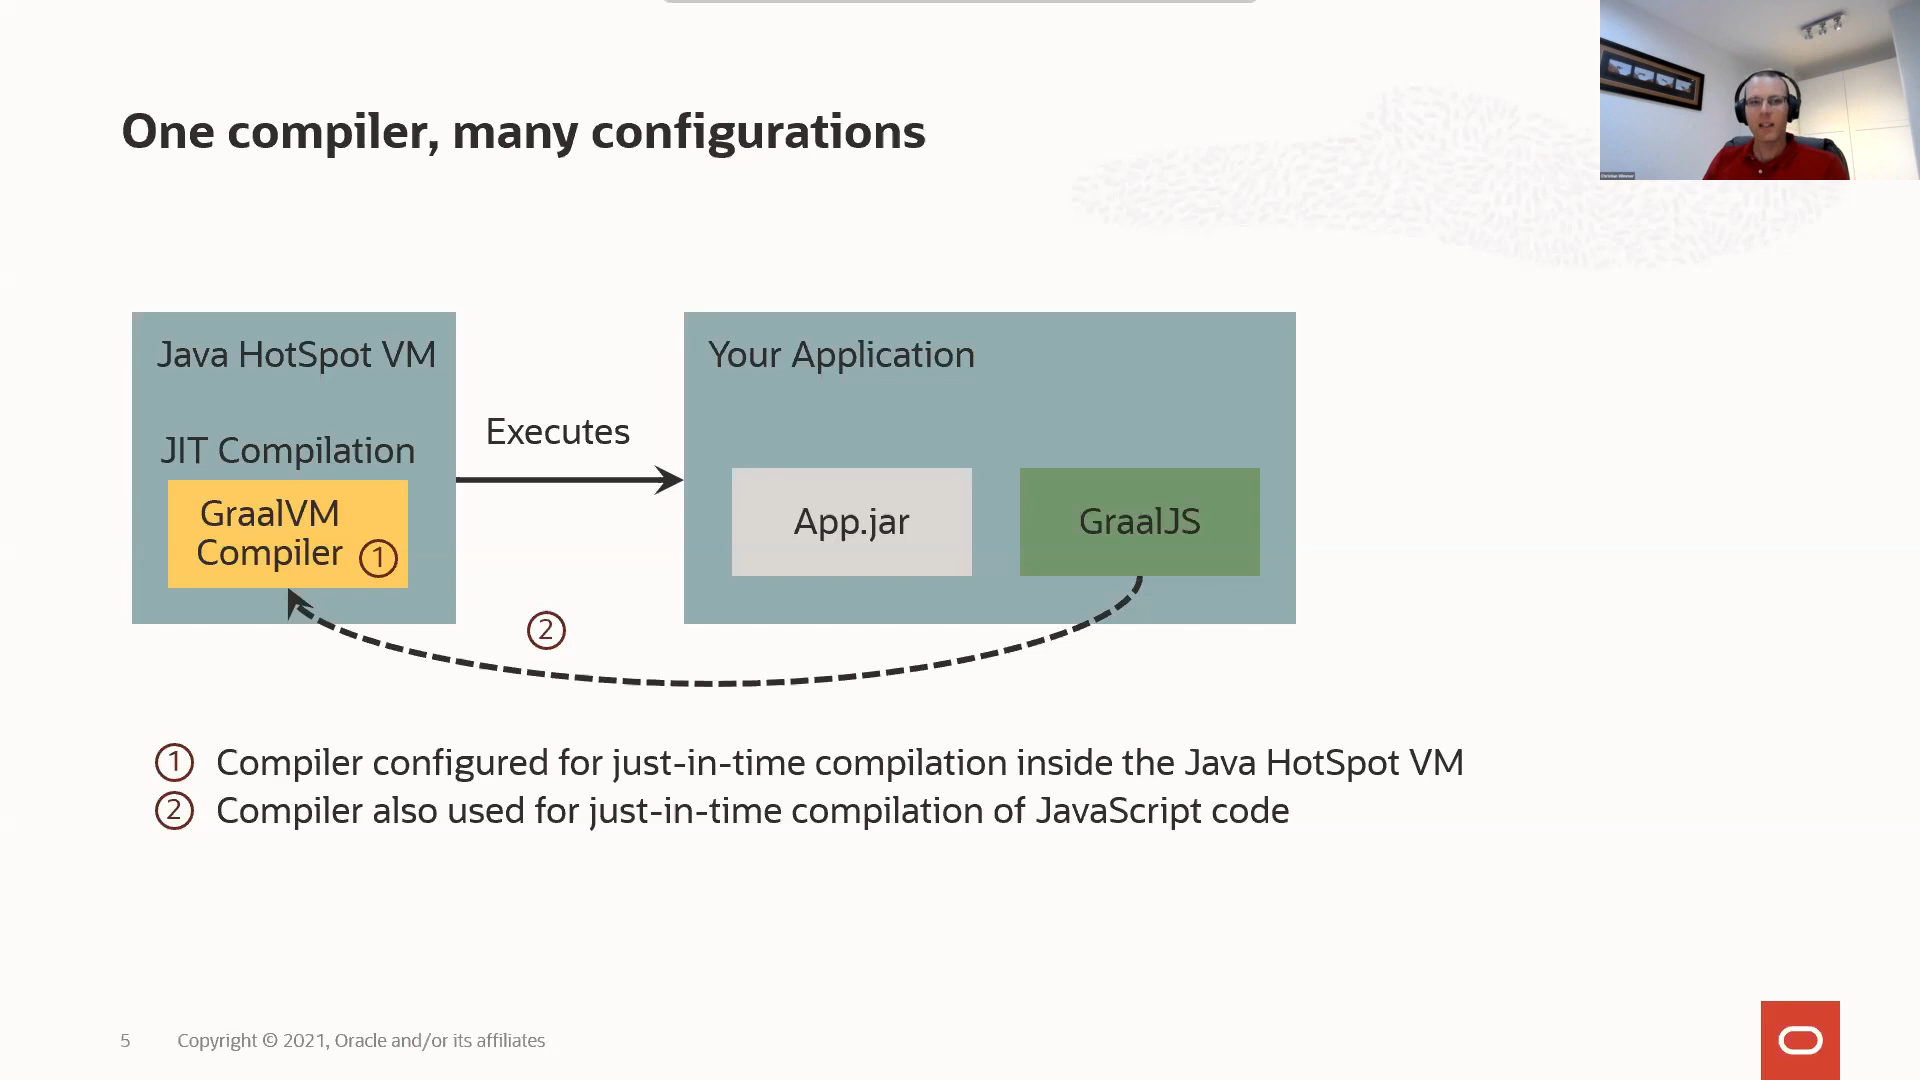 One compiler, many configurations
Java HotSpot VM
JIT Compilation
GraalVM
Compiler
1
Executes
Your Application
App.jar
GraalJS
2
1 Compiler configured for just-in-time compilation inside the Java HotSpot VM
2 Compiler also used for just-in-time compilation of JavaScript code
5 Copyright © 2021, Oracle and/or its affiliates